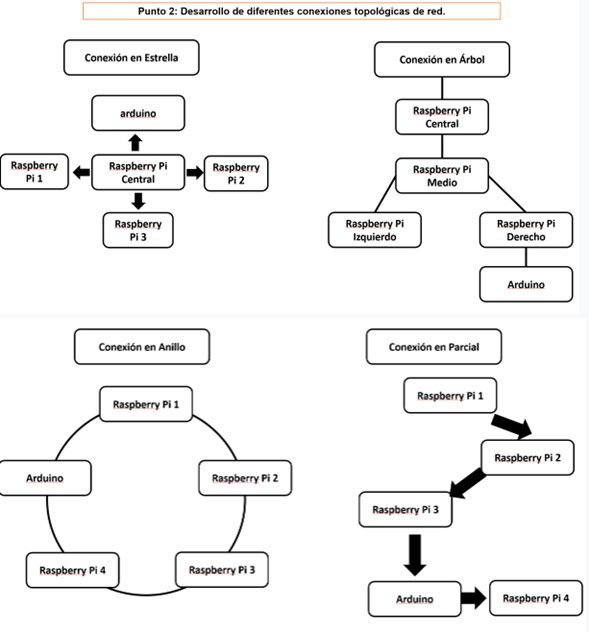 Punto 2: Desarrollo de diferentes conexiones topológicas de red.
Conexión en Estrella
arduino
Raspberry
Pi 1
Raspberry Pi
Central
Raspberry
Pi 2
Raspberry
Pi 3
Conexión en Árbol
Raspberry Pi
Central
Raspberry Pi
Medio
Raspberry Pi
Izquierdo
Raspberry Pi
Derecho
Arduino
Conexión en Anillo
Raspberry Pi 1
Arduino
Raspberry Pi 2
Raspberry Pi 4
Raspberry Pi 3
Conexión en Parcial
Raspberry Pi 1
Raspberry Pi 2
Raspberry Pi 3
Arduino
Raspberry Pi 4